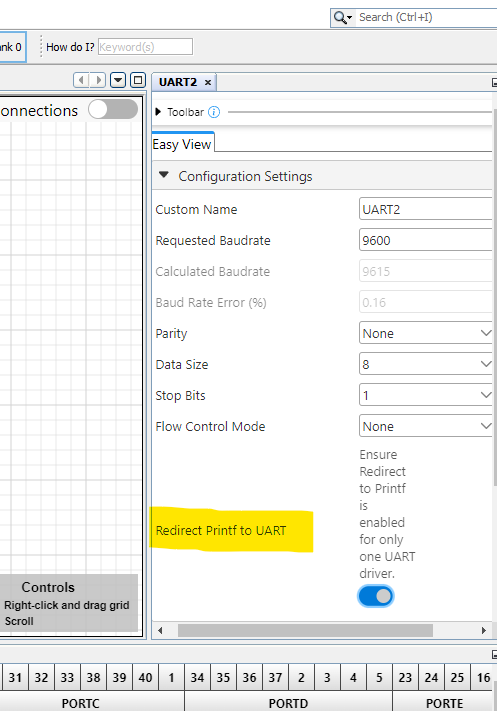 Search (Ctrl+I)
nk 0
How do I?
Keyword(s)
UART2
onnections
Toolbar
Easy View
Configuration Settings
Custom Name
UART2
Requested Baudrate
9600
Calculated Baudrate
9615
Baud Rate Error (%)
0.16
Parity
None
Data Size
8
Stop Bits
1
Flow Control Mode
None
Ensure
Redirect
to Printf
is
enabled
for only
one UART
driver.
Redirect Printf to UART
Controls
Right-click and drag grid
Scroll
31 32 33 38 39 40 1 34 35 36 37 2 3 4 5 23 24 25 16
PORTC PORTD PORTE